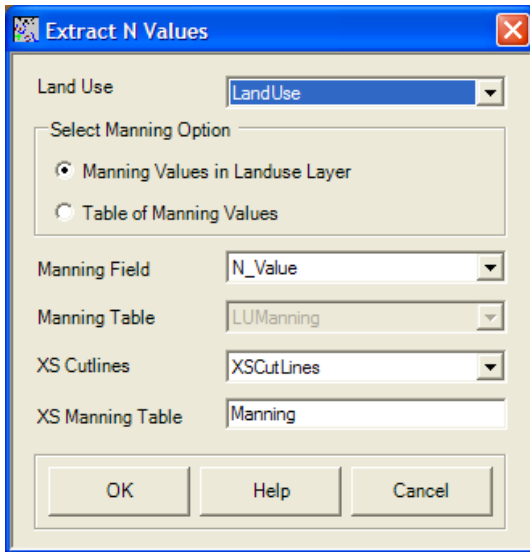 Extract N Values
Land Use LandUse
Select Manning Option
Manning Values in Landuse Layer
Table of Manning Values
Manning Field N_Value
Manning Table LUManning
XS Cutlines XSCutLines
XS Manning Table Manning
OK Help Cancel